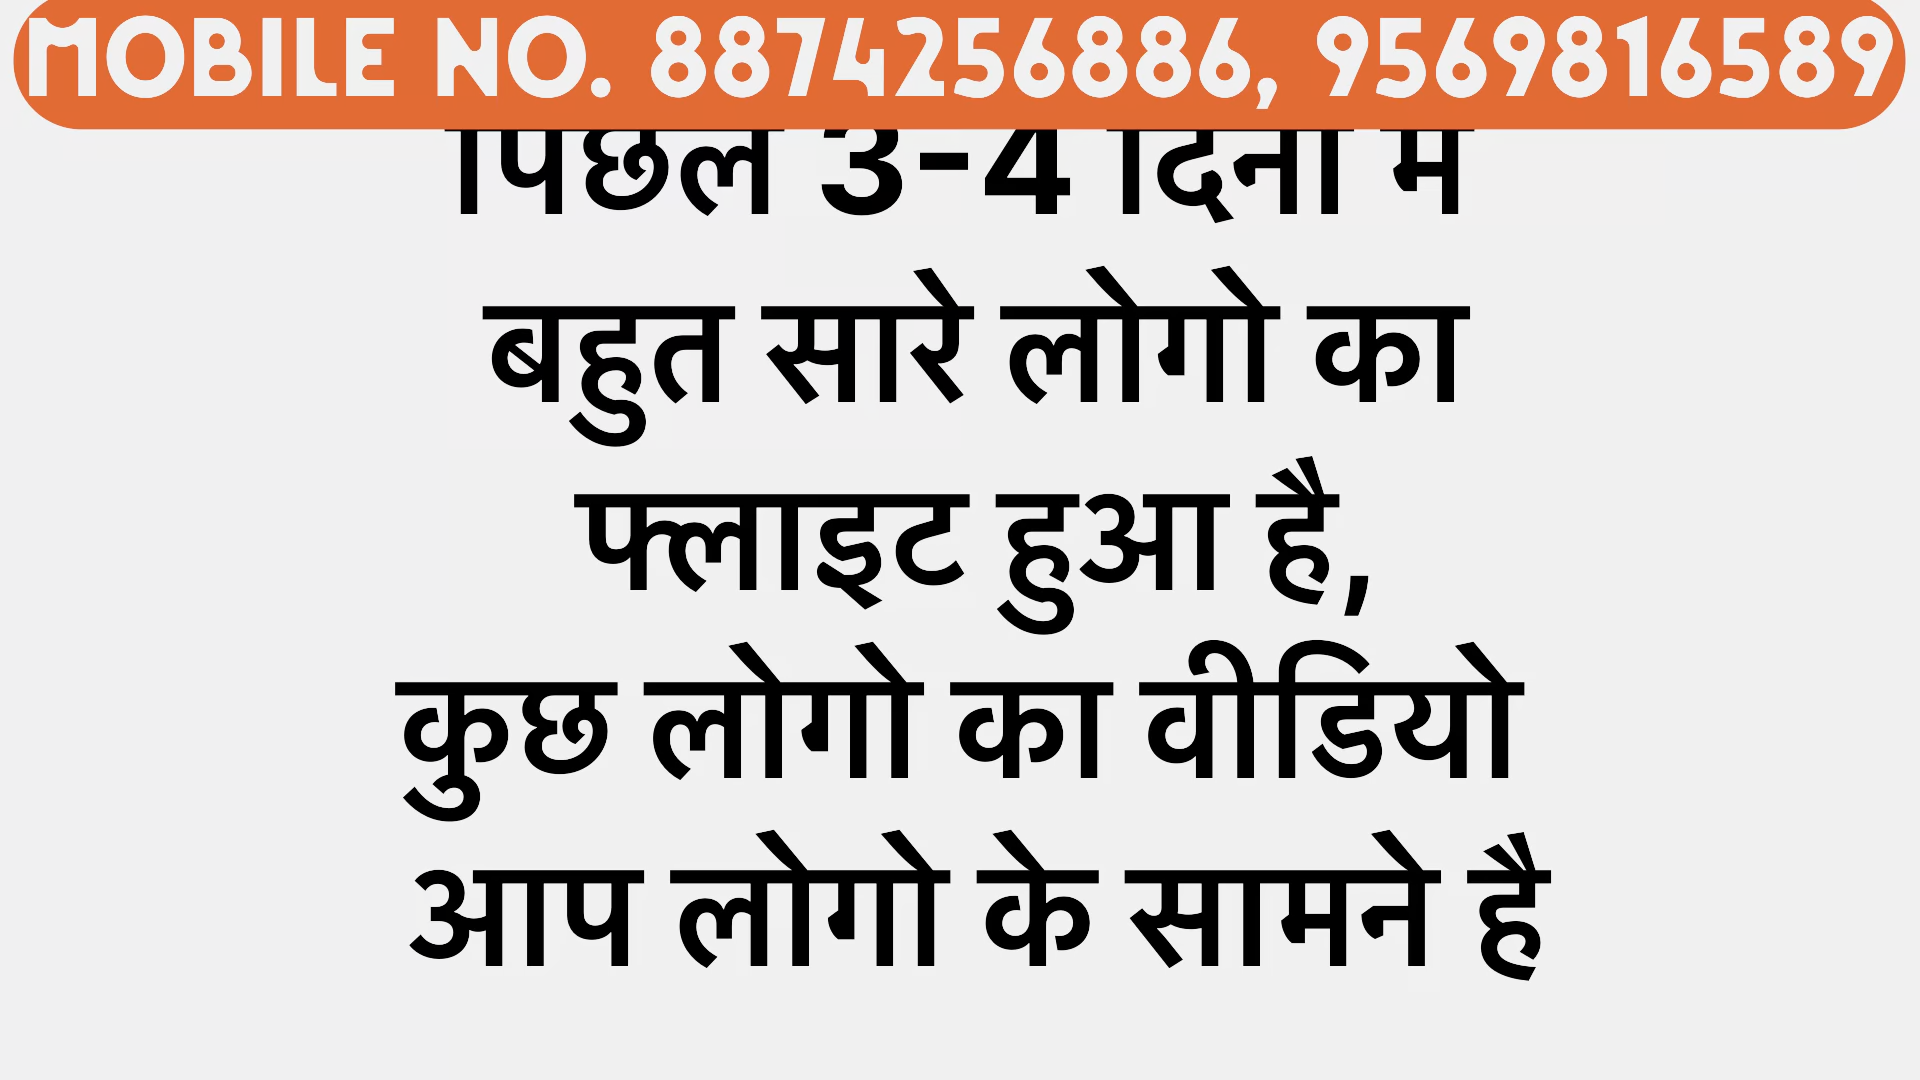 MOBILE NO. 8874256886, 9569816589
पिछले 3-4 दिनों में
बहुत सारे लोगो का
फ्लाइट हुआ है,
कुछ लोगो का वीडियो
आप लोगो के सामने है